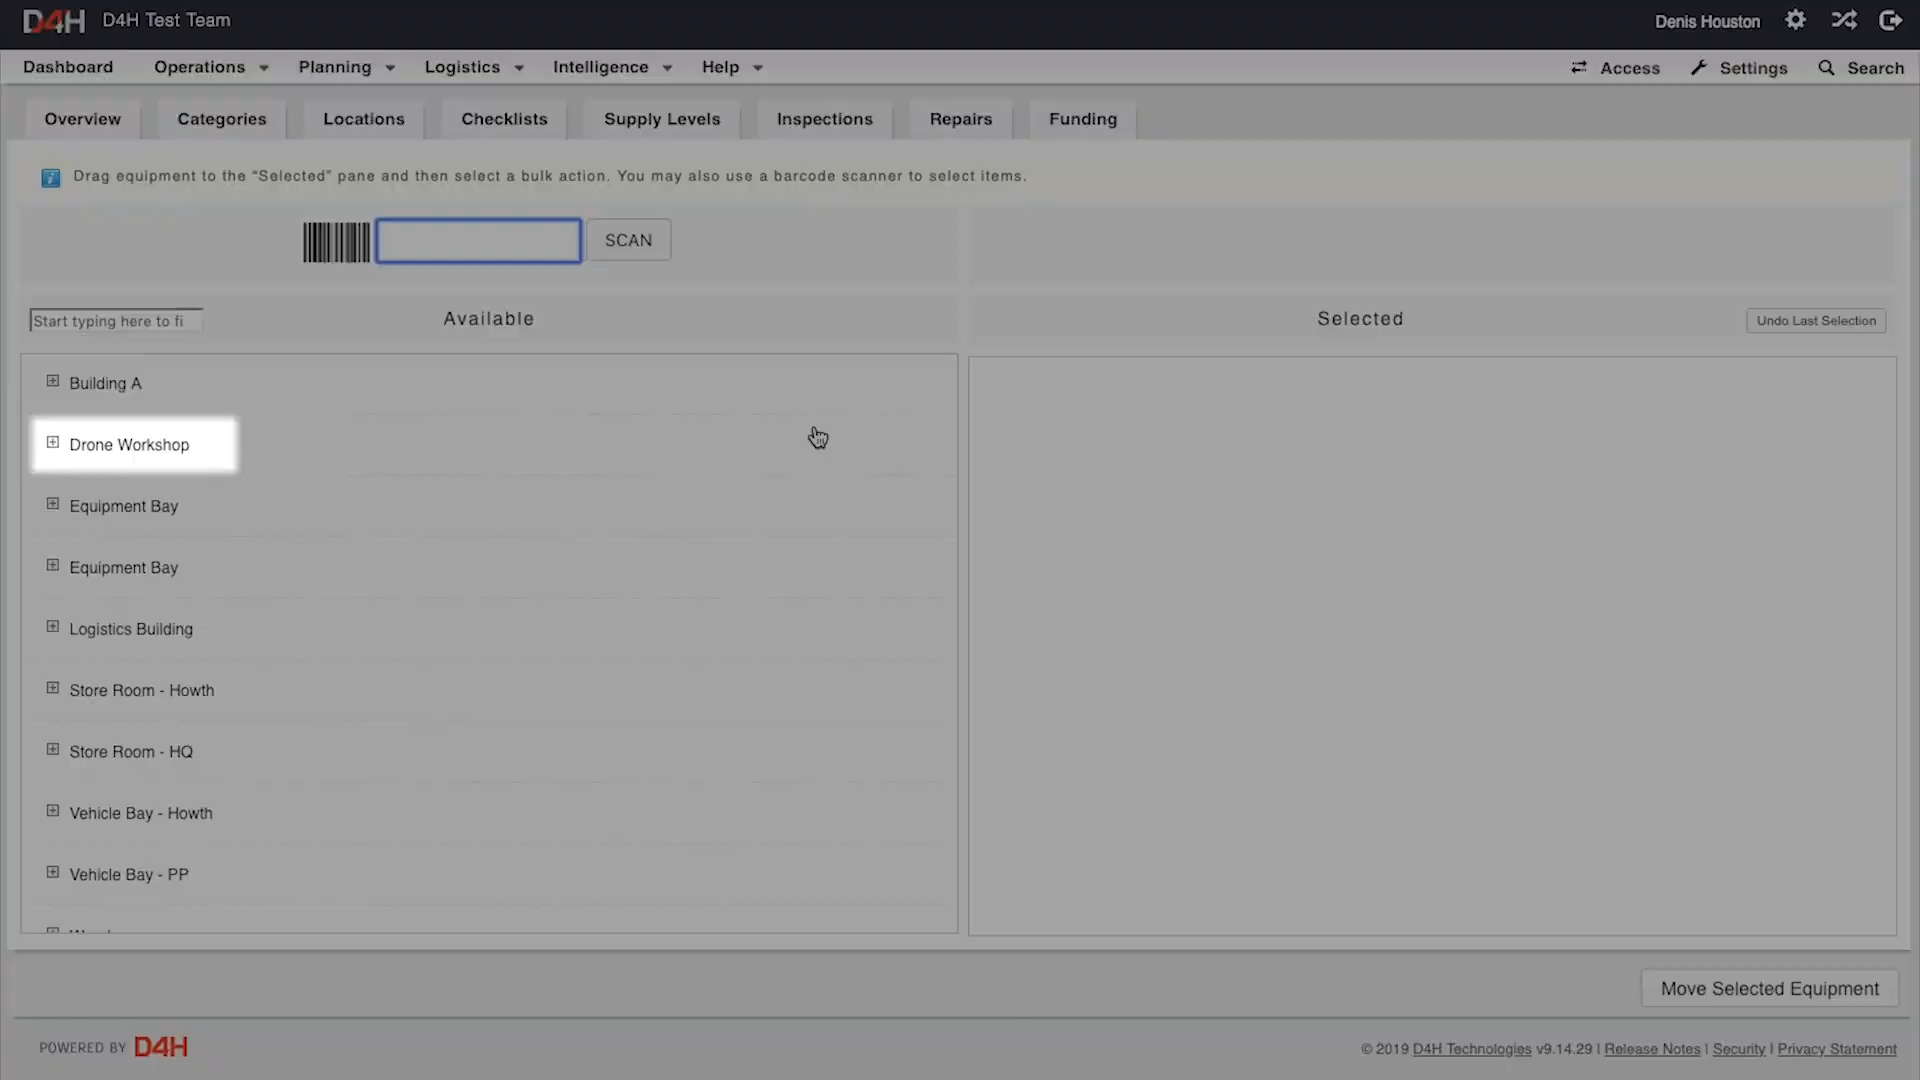 D4H D4H Test Team Denis Houston
Dashboard Operations Planning Logistics Intelligence Help Access Settings Search
Overview Categories Locations Checklists Supply Levels Inspections Repairs Funding
Drag equipment to the "Selected" pane and then select a bulk action. You may also use a barcode scanner to select items.
SCAN
Start typing here to fi Available Selected Undo Last Selection
Building A
Drone Workshop
Equipment Bay
Equipment Bay
Logistics Building
Store Room - Howth
Store Room - HQ
Vehicle Bay - Howth
Vehicle Bay - PP
Move Selected Equipment
POWERED BY D4H © 2019 D4H Technologies v9.14.29 | Release Notes | Security | Privacy Statement